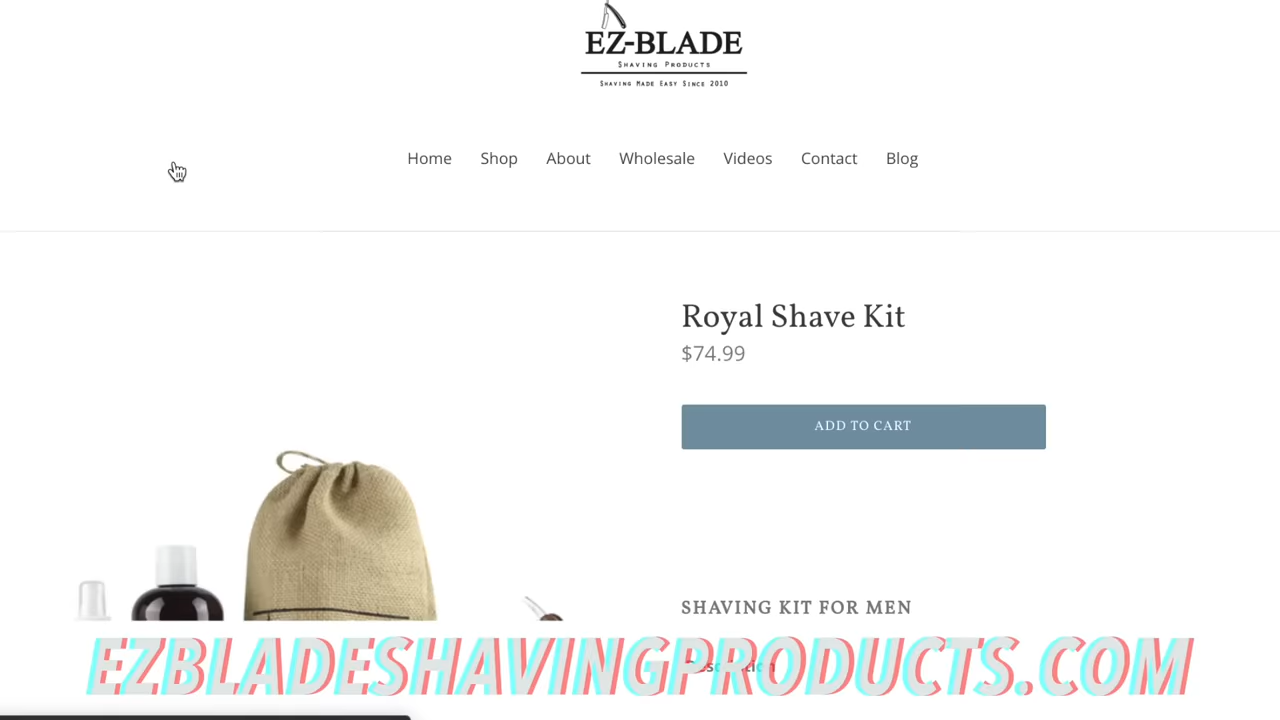 EZ-BLADE
Shaving Products
Shaving Made Easy Since 2010
Home Shop About Wholesale Videos Contact Blog
Royal Shave Kit
$74.99
ADD TO CART
SHAVING KIT FOR MEN
Description
EZBLADESHAVINGPRODUCTS.COM